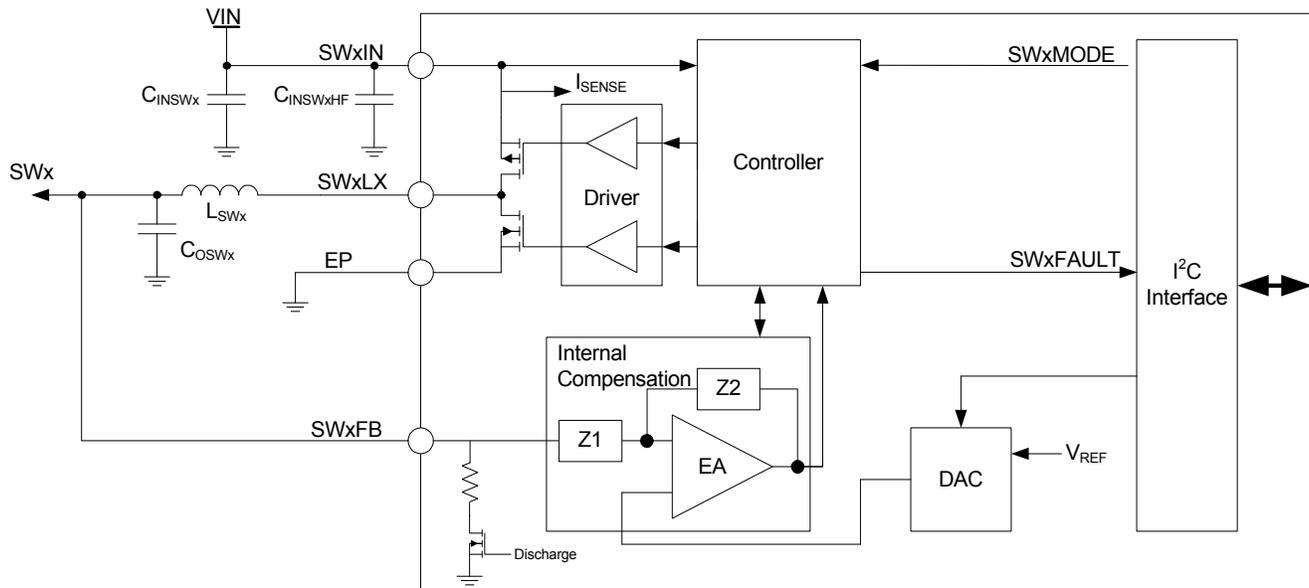 VIN
SWxIN
SWxMODE
CINSWx
CINSWxHF
ISENSE
Controller
SWx
SWxLX
Driver
LSWx
COSWx
EP
SWxFAULT
I²C
Interface
Internal
Compensation
Z2
SWxFB
Z1
EA
DAC
VREF
Discharge